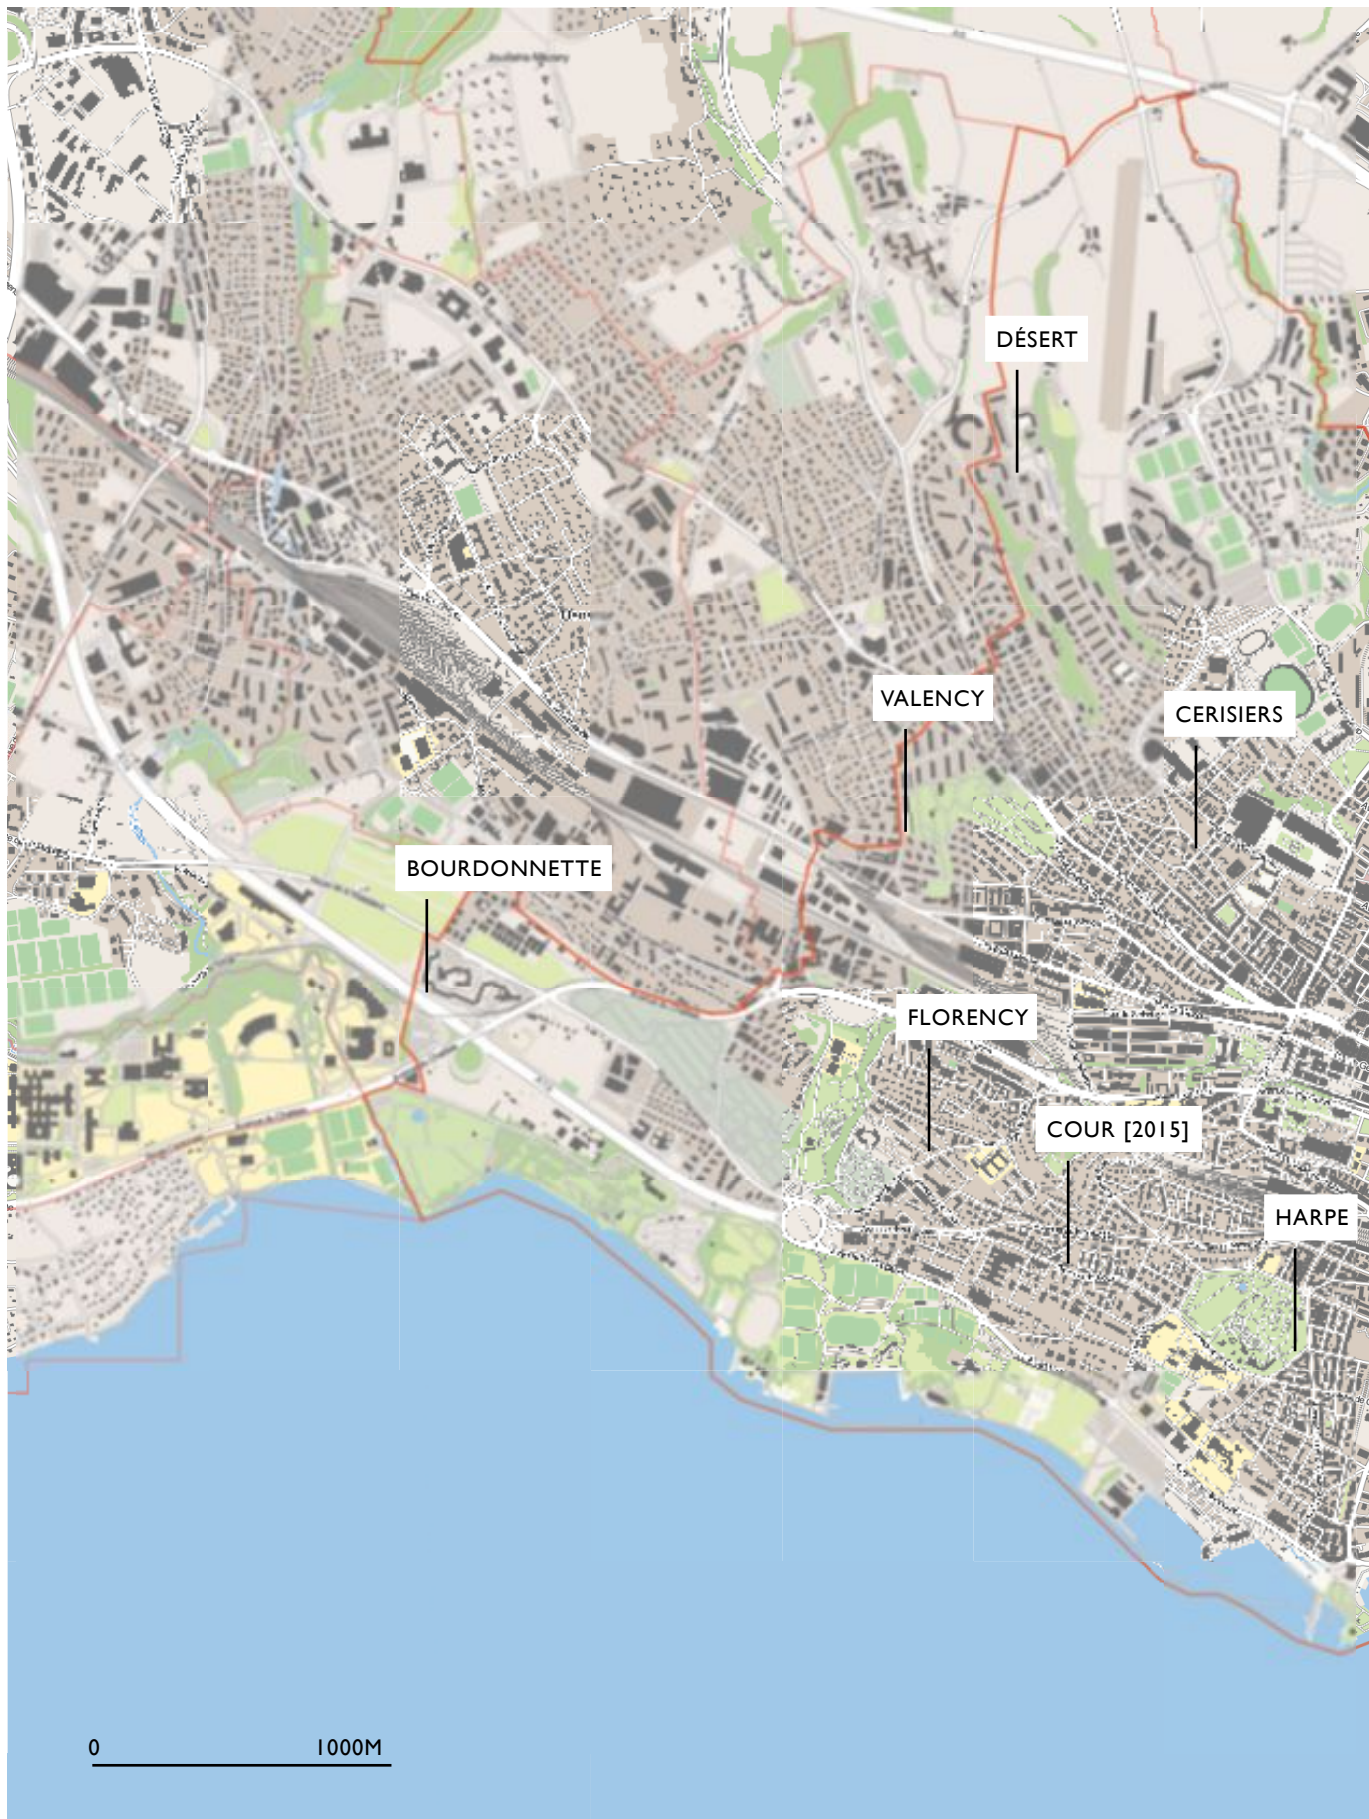 DÉSERT
VALENCY
CERISIERS
BOURDONNETTE
FLORENCY
COUR [2015]
HARPE
0 1000M